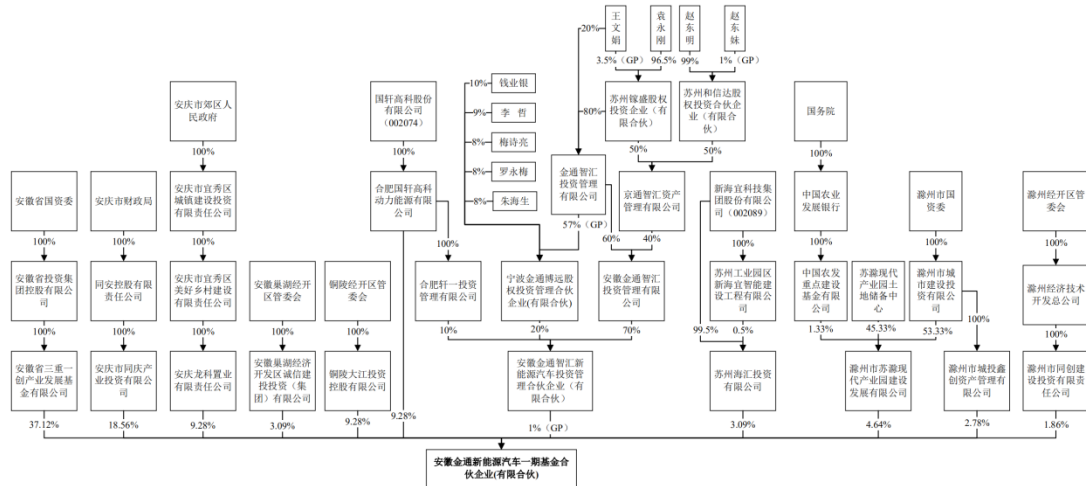 王
文
娟
袁
永
刚
赵
东
明
赵
东
妹
20%
3.5%（GP）
96.5%
99%
1%（GP）
安庆市郊区人
民政府
国轩高科股份
有限公司
（002074）
10%
钱业银
9%
李 哲
8%
梅诗亮
8%
罗永梅
8%
朱海生
80%
苏州镓盛股权
投资企业（有
限合伙）
苏州和信达股
权投资合伙企
业（有限合
伙）
国务院
100%
100%
50%
50%
100%
安徽省国资委
安庆市财政局
安庆市宜秀区
城镇建设投资
有限责任公司
合肥国轩高科
动力能源有限
公司
金通智汇
投资管理
有限公司
京通智汇资产
管理有限公司
新海宜科技集
团股份有限公
司（002089）
中国农业
发展银行
滁州市国
资委
滁州经开区管
委会
100%
100%
100%
100%
57%（GP）
60%
40%
100%
100%
100%
100%
安徽省投资集
团控股有限公
司
同安控股有限
责任公司
安庆市宜秀区
美好乡村建设
有限责任公司
安徽巢湖经开
区管委会
铜陵经开区管
委会
合肥轩一投资
管理有限公司
宁波金通博远股
权投资管理合伙
企业(有限合伙)
安徽金通智汇
投资管理有限
公司
苏州工业园区
新海宜智能建
设工程有限公
司
中国农发
重点建设
基金有限
公司
苏滁现代
产业园土
地储备中
心
滁州市城
市建设投
资有限公
司
滁州经济技术
开发总公司
100%
100%
100%
100%
100%
10%
20%
70%
99.5%
0.5%
1.33%
45.33%
53.33%
100%
100%
安徽省三重一
创产业发展基
金有限公司
安庆市同庆产
业投资有限公
司
安庆龙科置业
有限责任公司
安徽巢湖经济
开发区诚信建
投投资（集
团）有限公司
铜陵大江投资
控股有限公司
安徽金通智汇新
能源汽车投资管
理合伙企业（有
限合伙）
苏州海汇投资
有限公司
滁州市苏滁现
代产业园建设
发展有限公司
滁州市城投鑫
创资产管理有
限公司
滁州市同创建
设投资有限责
任公司
37.12%
18.56%
9.28%
3.09%
9.28%
9.28%
1%（GP）
3.09%
4.64%
2.78%
1.86%
安徽金通新能源汽车一期基金合
伙企业(有限合伙)